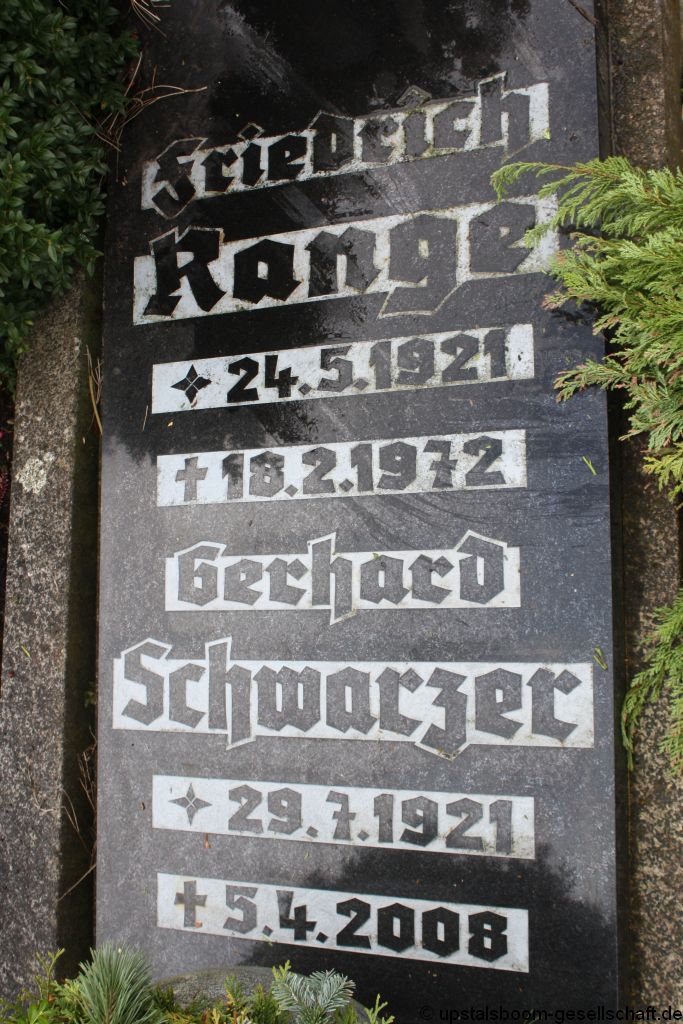 Friedrich
Range
✧ 24.5.1921
✝ 18.2.1972
Gerhard
Schwarzer
✧ 29.7.1921
✝ 5.4.2008
© upstalsboom-gesellschaft.de